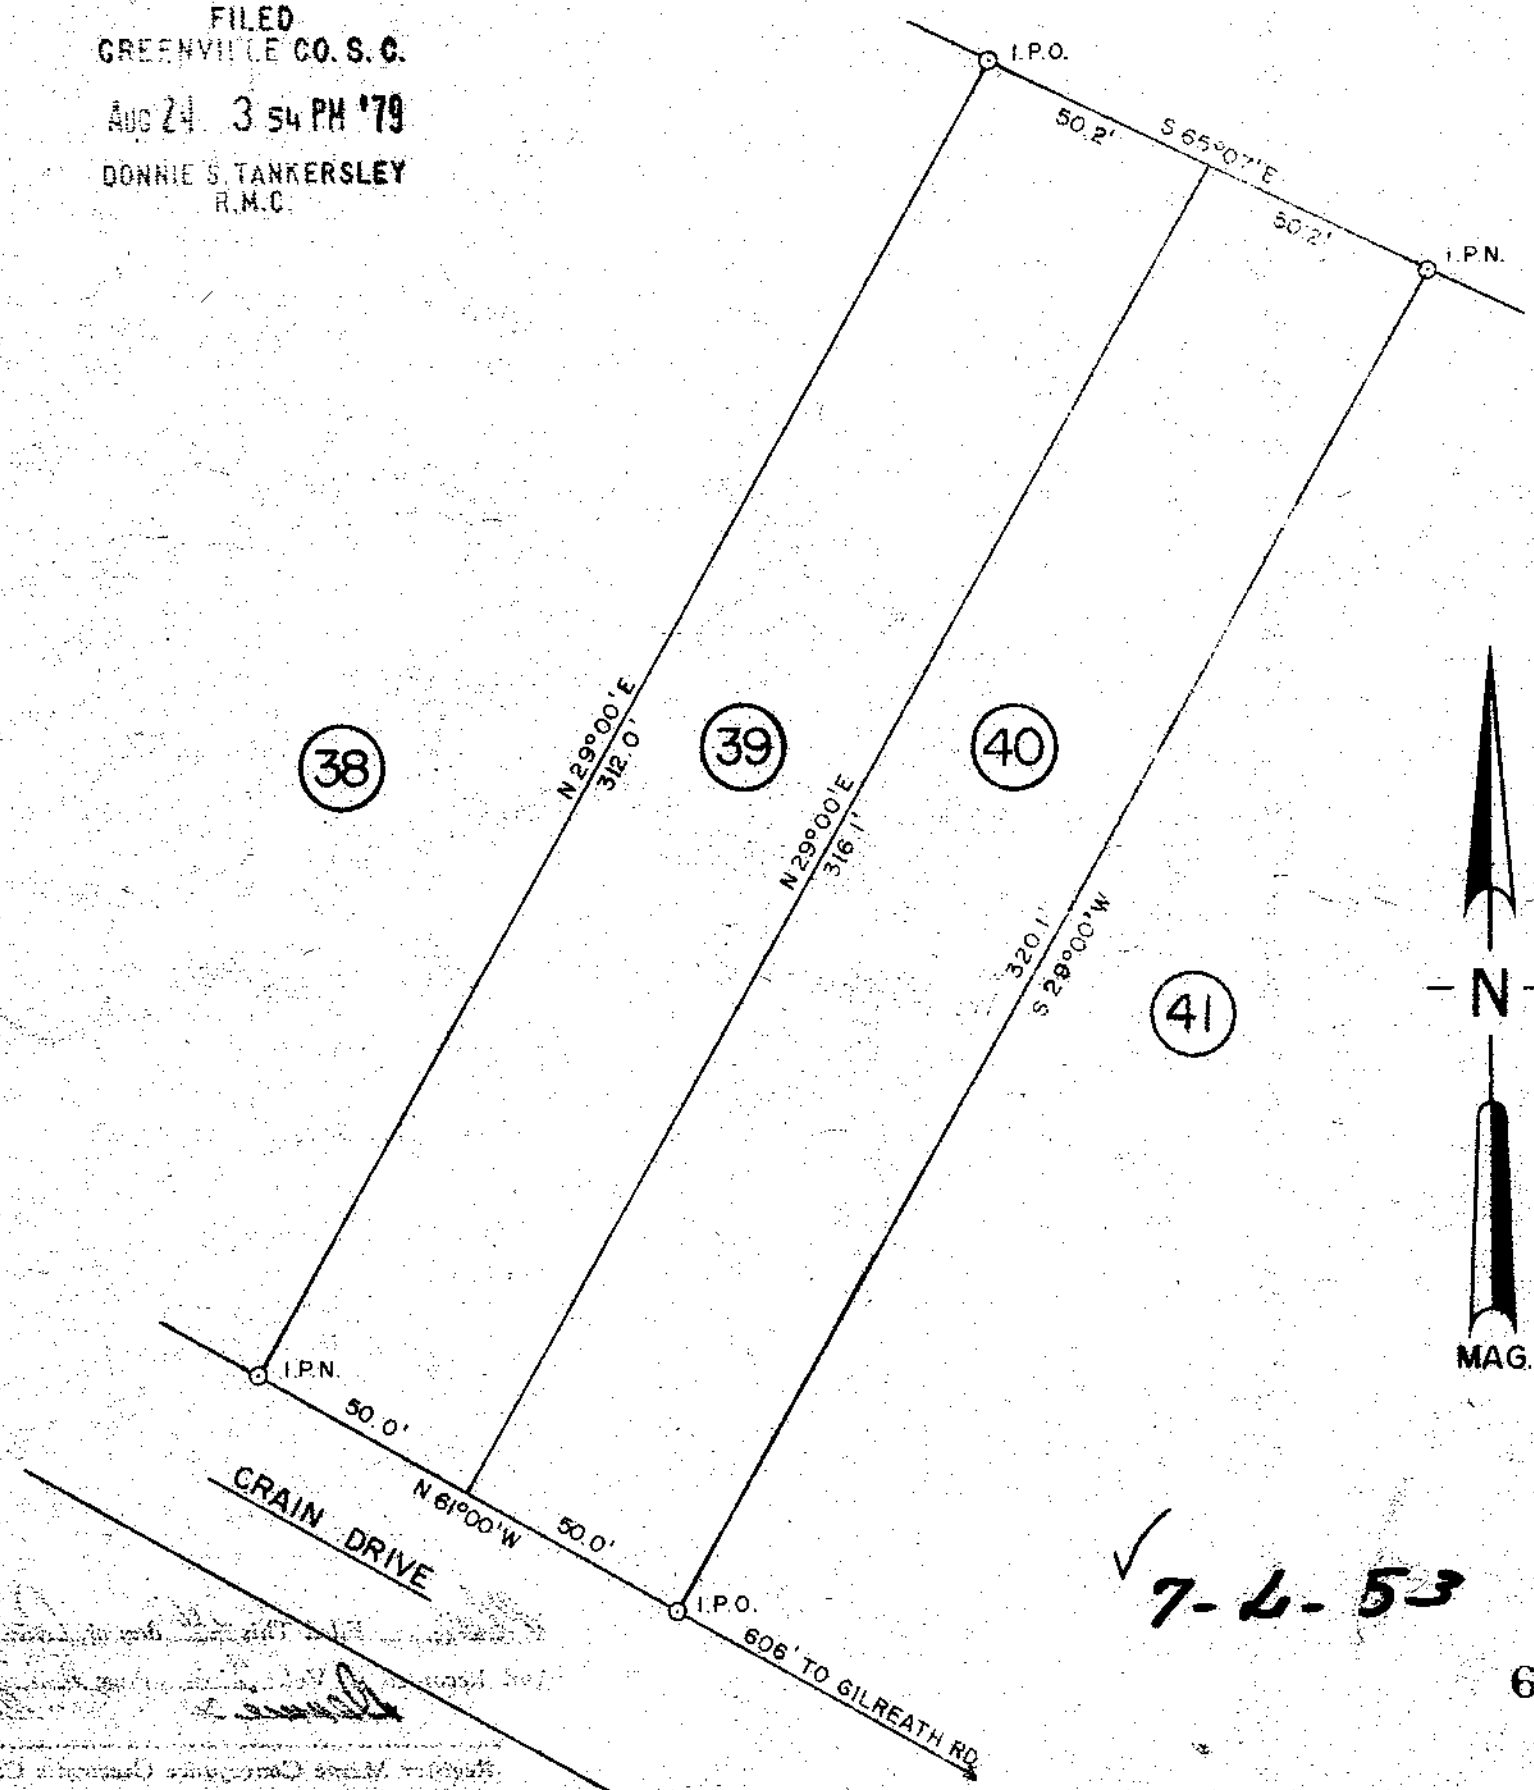 FILED
GREENVILLE CO. S. C.
AUG 24 3 54 PM '79
DONNIE S. TANKERSLEY
R.M.C.
I.P.O.
50.2'
S 65°07'E
50.2'
I.P.N.
N 29°00'E
312.0'
38
39
40
N 29°00'E
316.1'
320.1'
S 29°00'W
41
N
MAG.
I.P.N.
50.0'
N 61°00'W
50.0'
CRAIN DRIVE
I.P.O.
606' TO GILREATH RD.
7-L-53
6